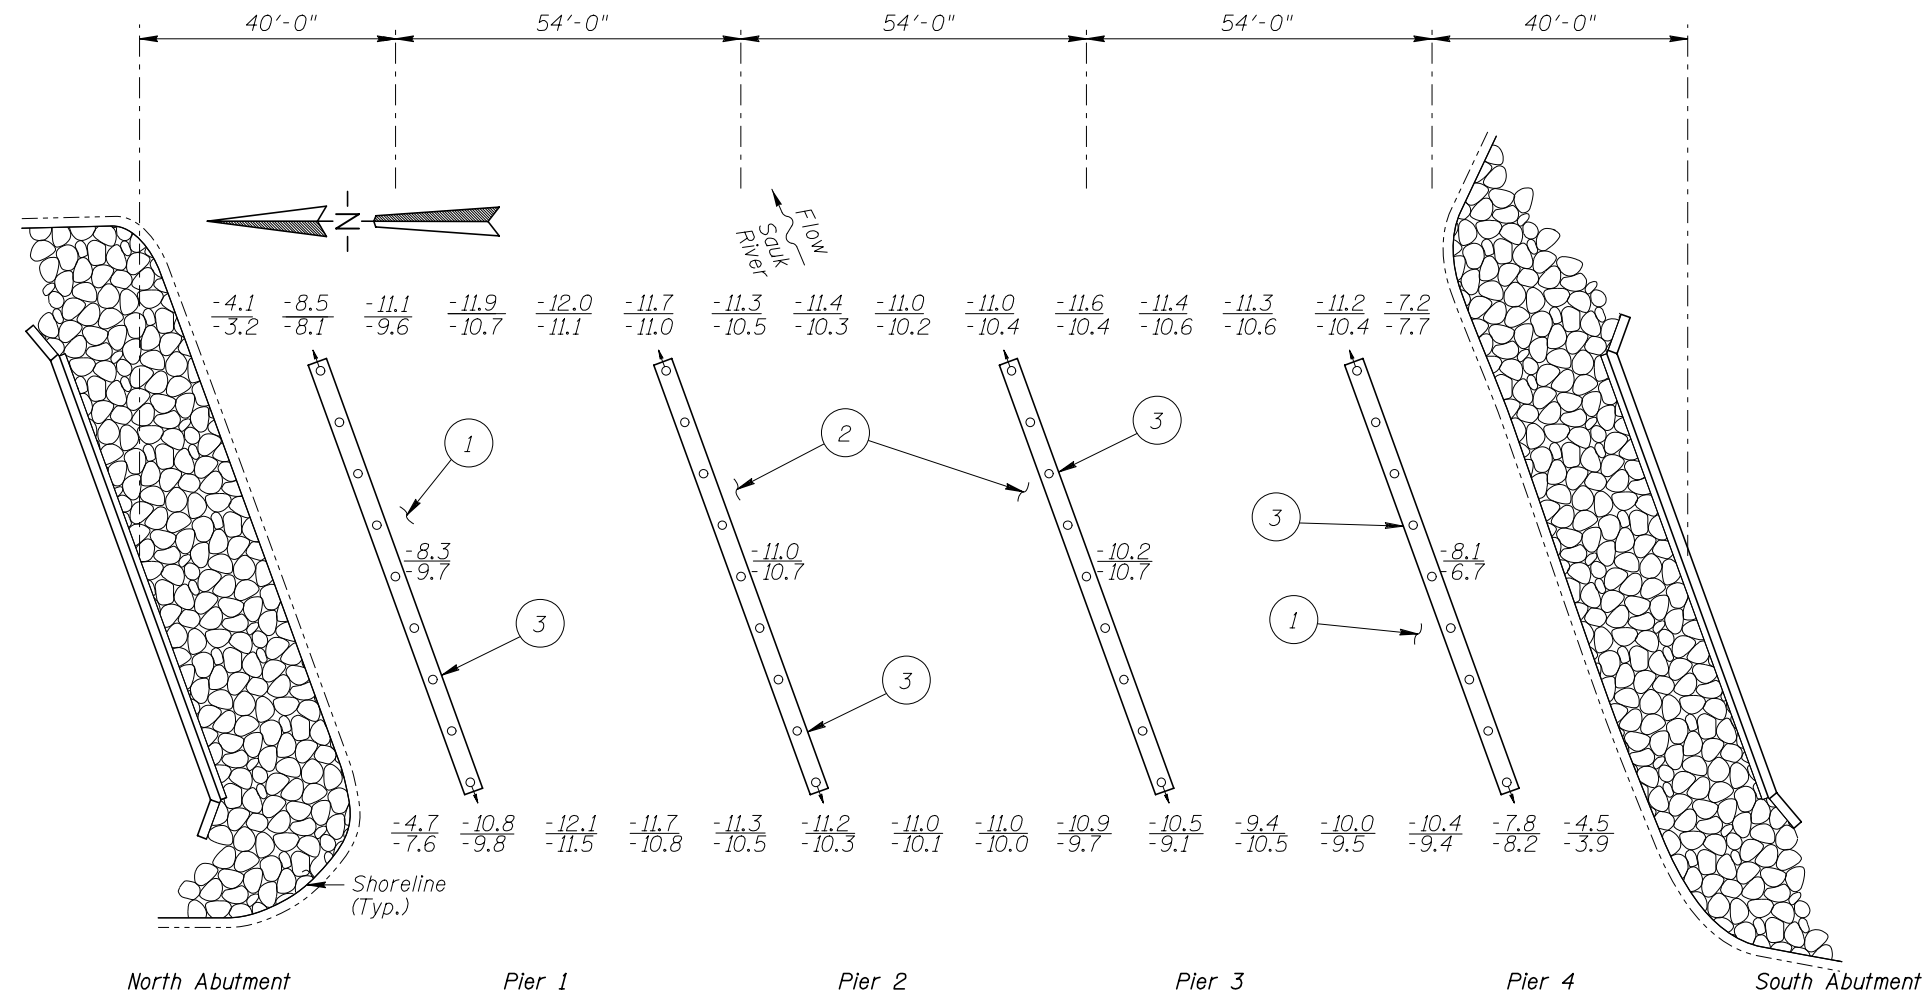 40'-0" 54'-0" 54'-0" 54'-0" 40'-0"
N
Flow
Sauk
River
-4.1 -8.5 -11.1 -11.9 -12.0 -11.7 -11.3 -11.4 -11.0 -11.0 -11.6 -11.4 -11.3 -11.2 -7.2
-3.2 -8.1 -9.6 -10.7 -11.1 -11.0 -10.5 -10.3 -10.2 -10.4 -10.4 -10.6 -10.6 -10.4 -7.7
1 2 3
3
-8.3 -11.0 -10.2 -8.1
-9.7 -10.7 -10.7 -6.7
3 1
3
-4.7 -10.8 -12.1 -11.7 -11.3 -11.2 -11.0 -11.0 -10.9 -10.5 -9.4 -10.0 -10.4 -7.8 -4.5
-7.6 -9.8 -11.5 -10.8 -10.5 -10.3 -10.1 -10.0 -9.7 -9.1 -10.5 -9.5 -9.4 -8.2 -3.9
Shoreline
(Typ.)
North Abutment Pier 1 Pier 2 Pier 3 Pier 4 South Abutment